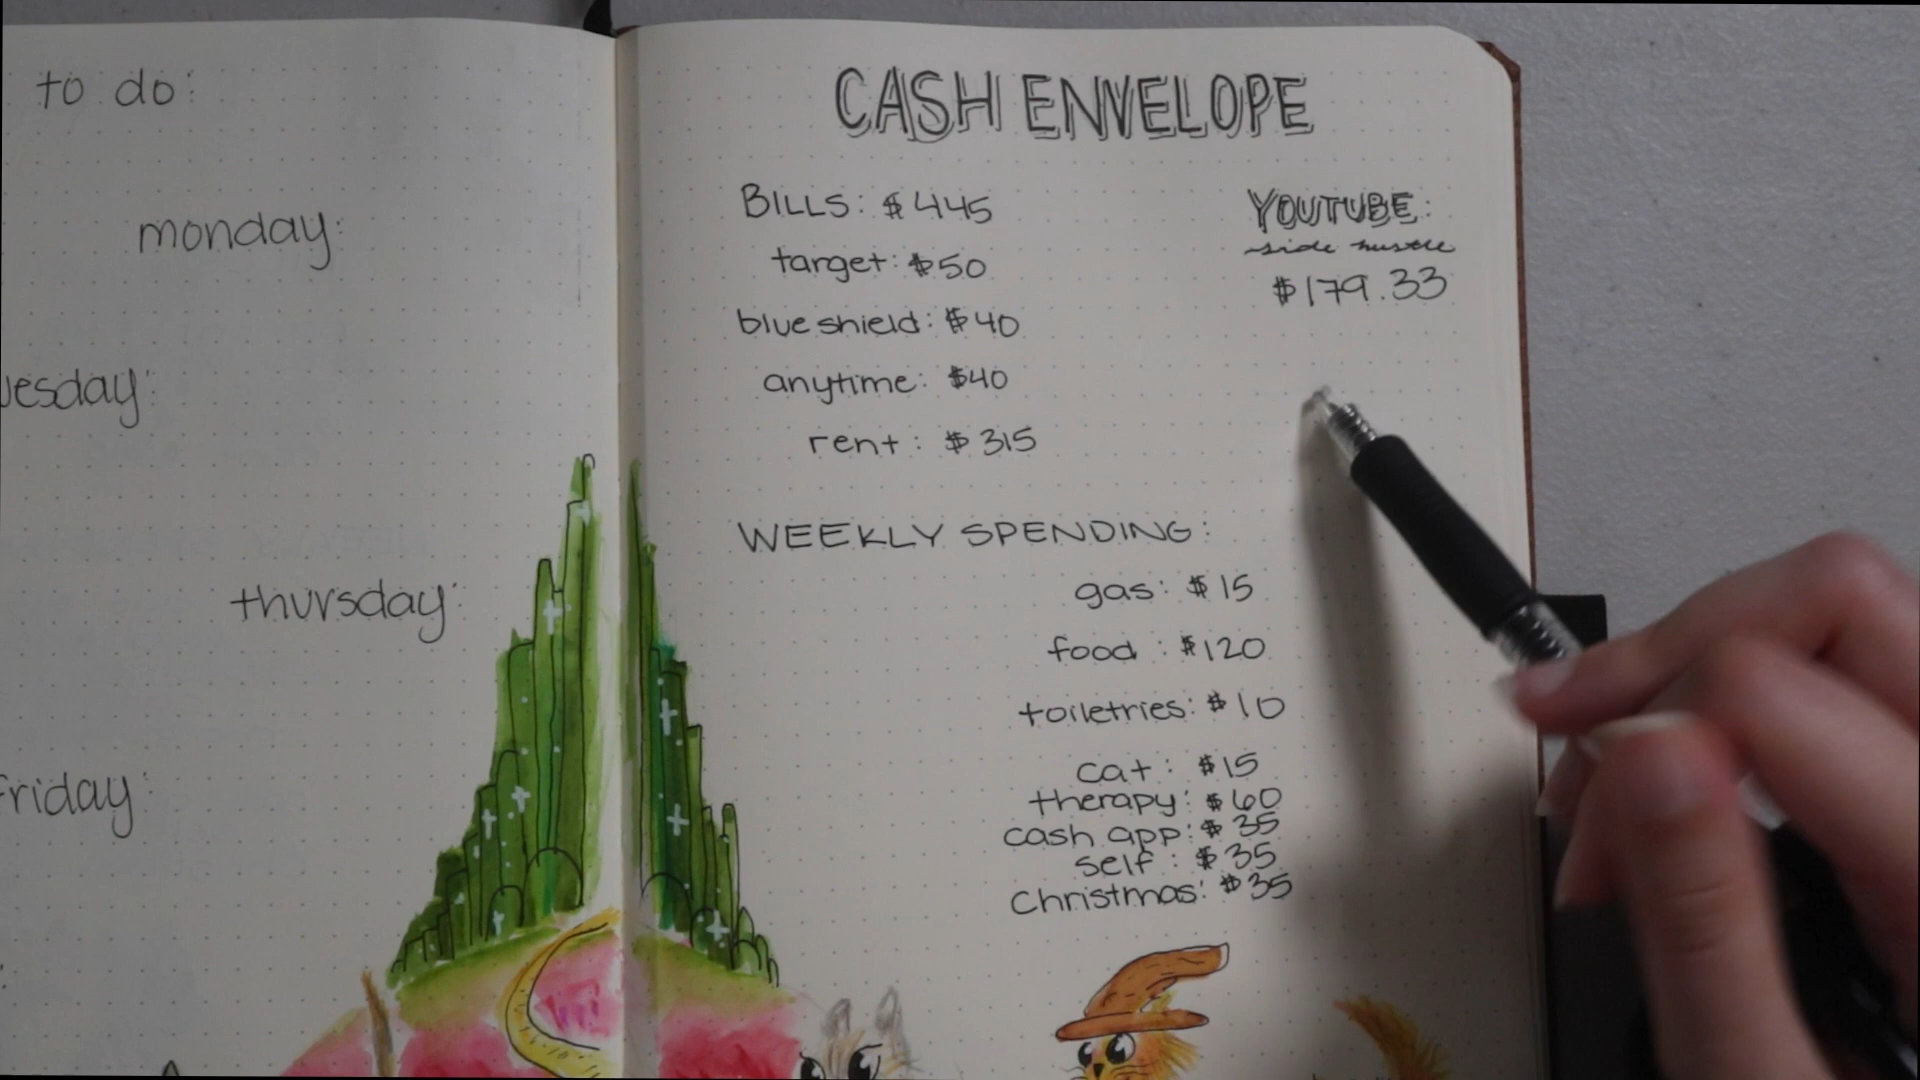 to do:
monday:
uesday:
thursday:
friday:
CASH ENVELOPE
BILLS: $445
target: $50
blue shield: $40
anytime: $40
rent: $315
YOUTUBE:
side hustle
$179.33
WEEKLY SPENDING:
gas: $15
food: $120
toiletries: $10
cat: $15
therapy: $60
cash app: $35
self: $35
Christmas: $35